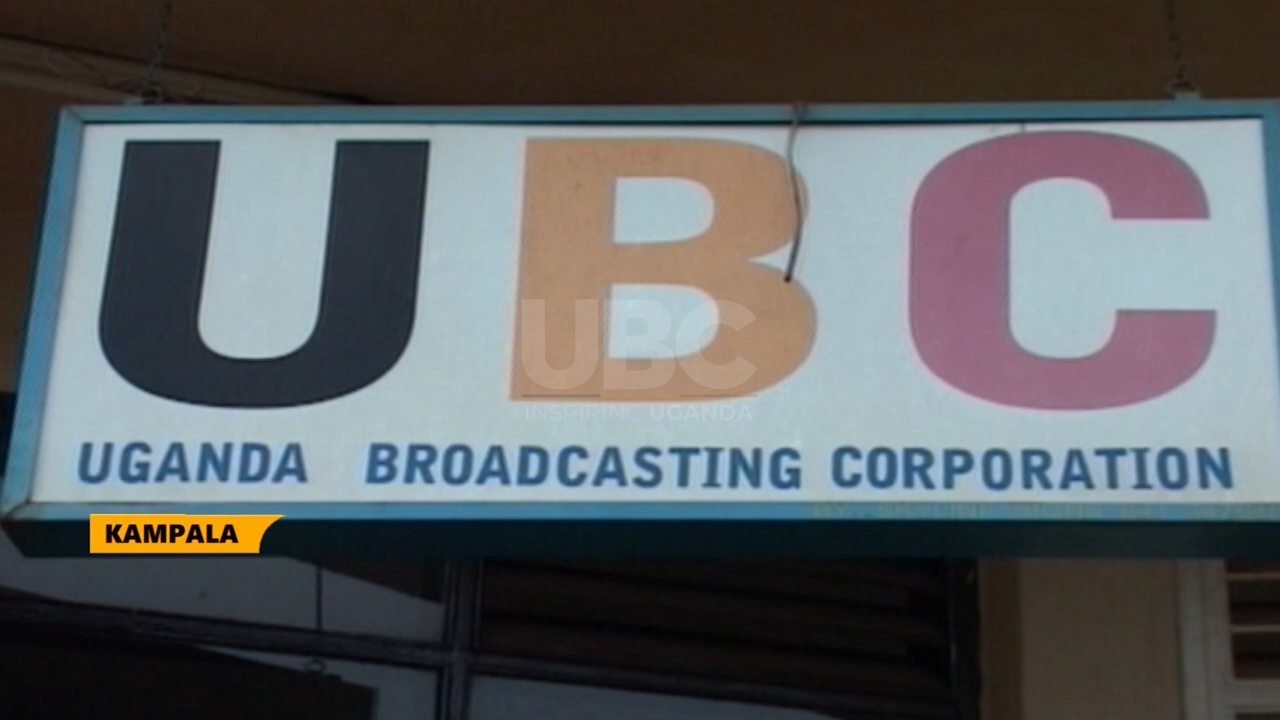 UBC
UBC
INSPIRING UGANDA
UGANDA BROADCASTING CORPORATION
KAMPALA